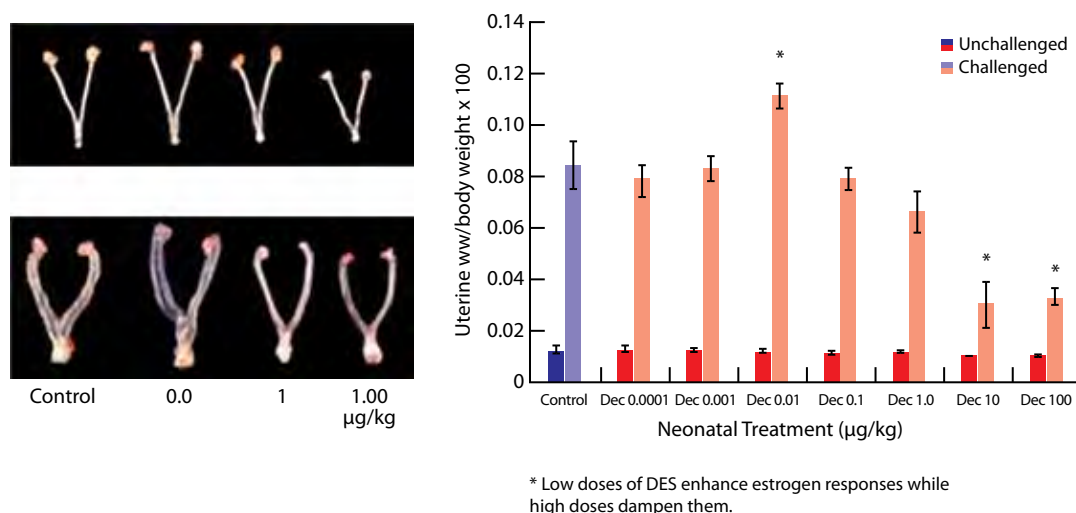 Control
0.0
1
1.00
µg/kg
Uterine ww/body weight x 100
0.14
0.12
0.10
0.08
0.06
0.04
0.02
0
Unchallenged
Challenged
*
*
*
Control
Dec 0.0001
Dec 0.001
Dec 0.01
Dec 0.1
Dec 1.0
Dec 10
Dec 100
Neonatal Treatment (µg/kg)
* Low doses of DES enhance estrogen responses while
high doses dampen them.